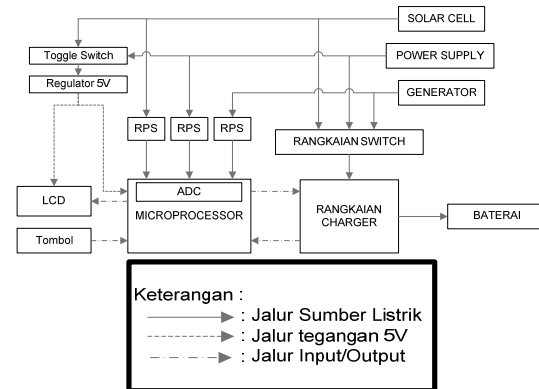 SOLAR CELL
Toggle Switch
POWER SUPPLY
Regulator 5V
GENERATOR
RPS
RPS
RPS
RANGKAIAN SWITCH
ADC
LCD
MICROPROCESSOR
RANGKAIAN
CHARGER
BATERAI
Tombol
Keterangan :
: Jalur Sumber Listrik
: Jalur tegangan 5V
: Jalur Input/Output